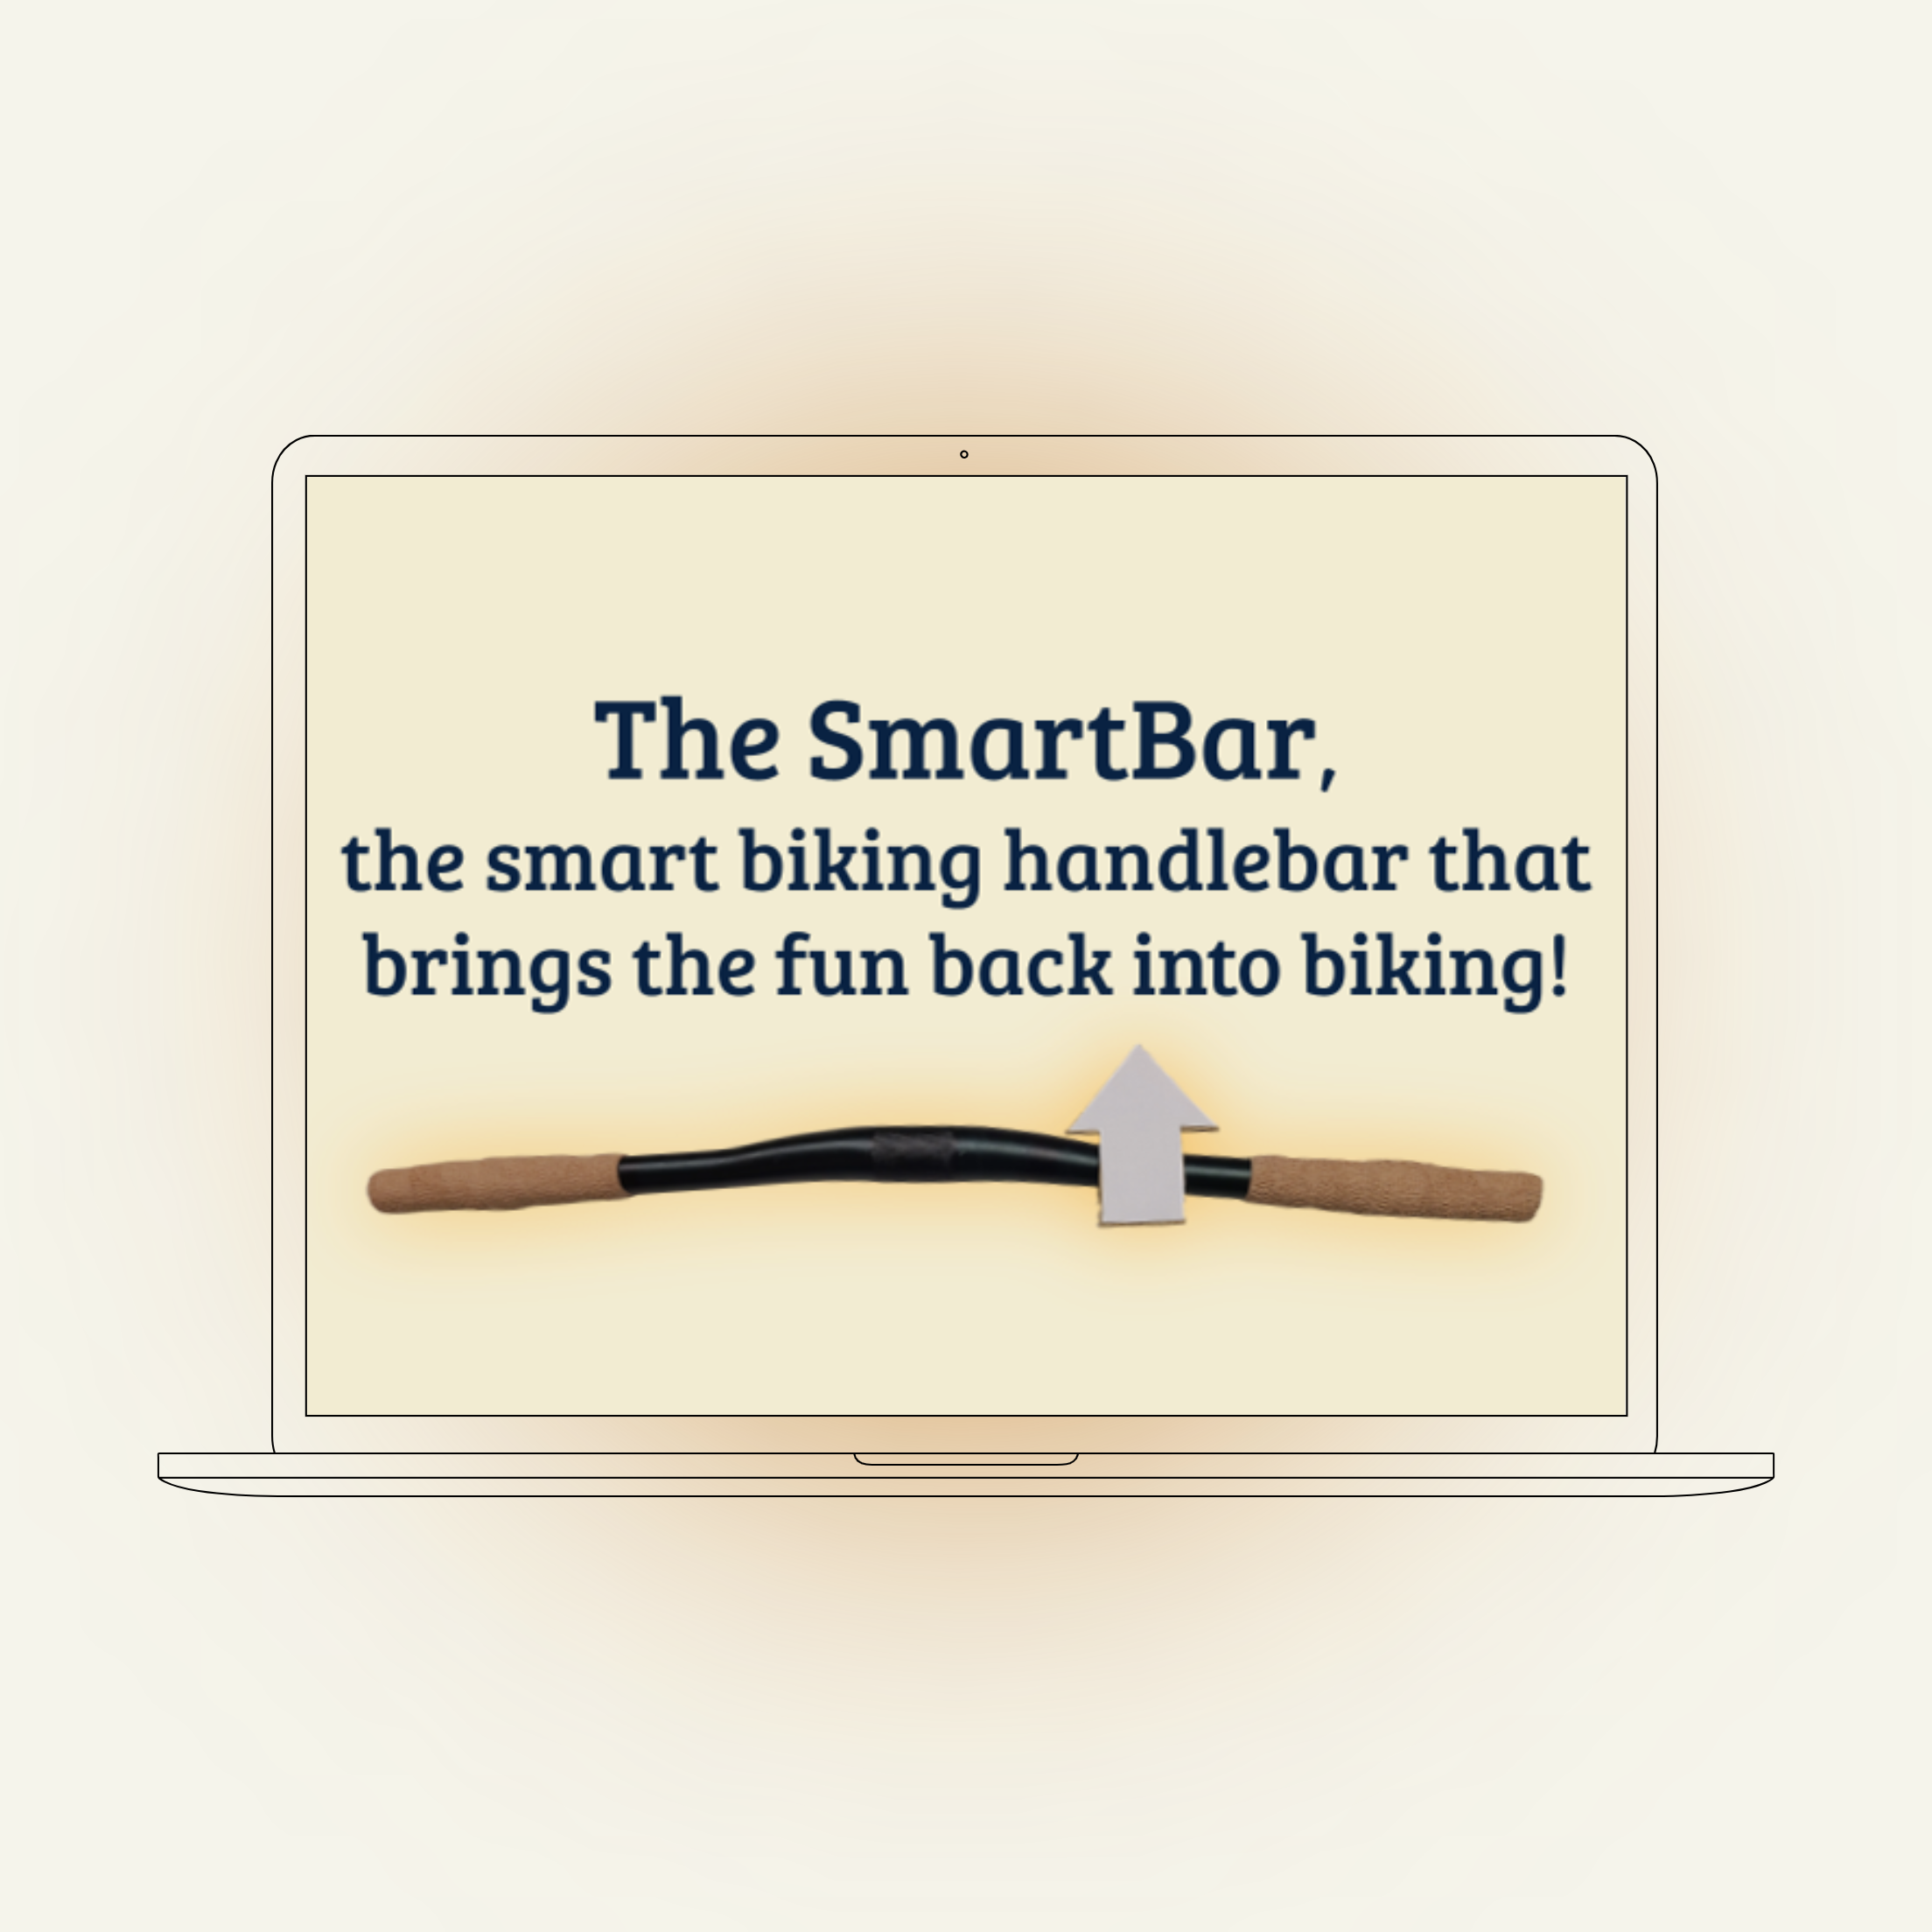 The SmartBar,
the smart biking handlebar that
brings the fun back into biking!